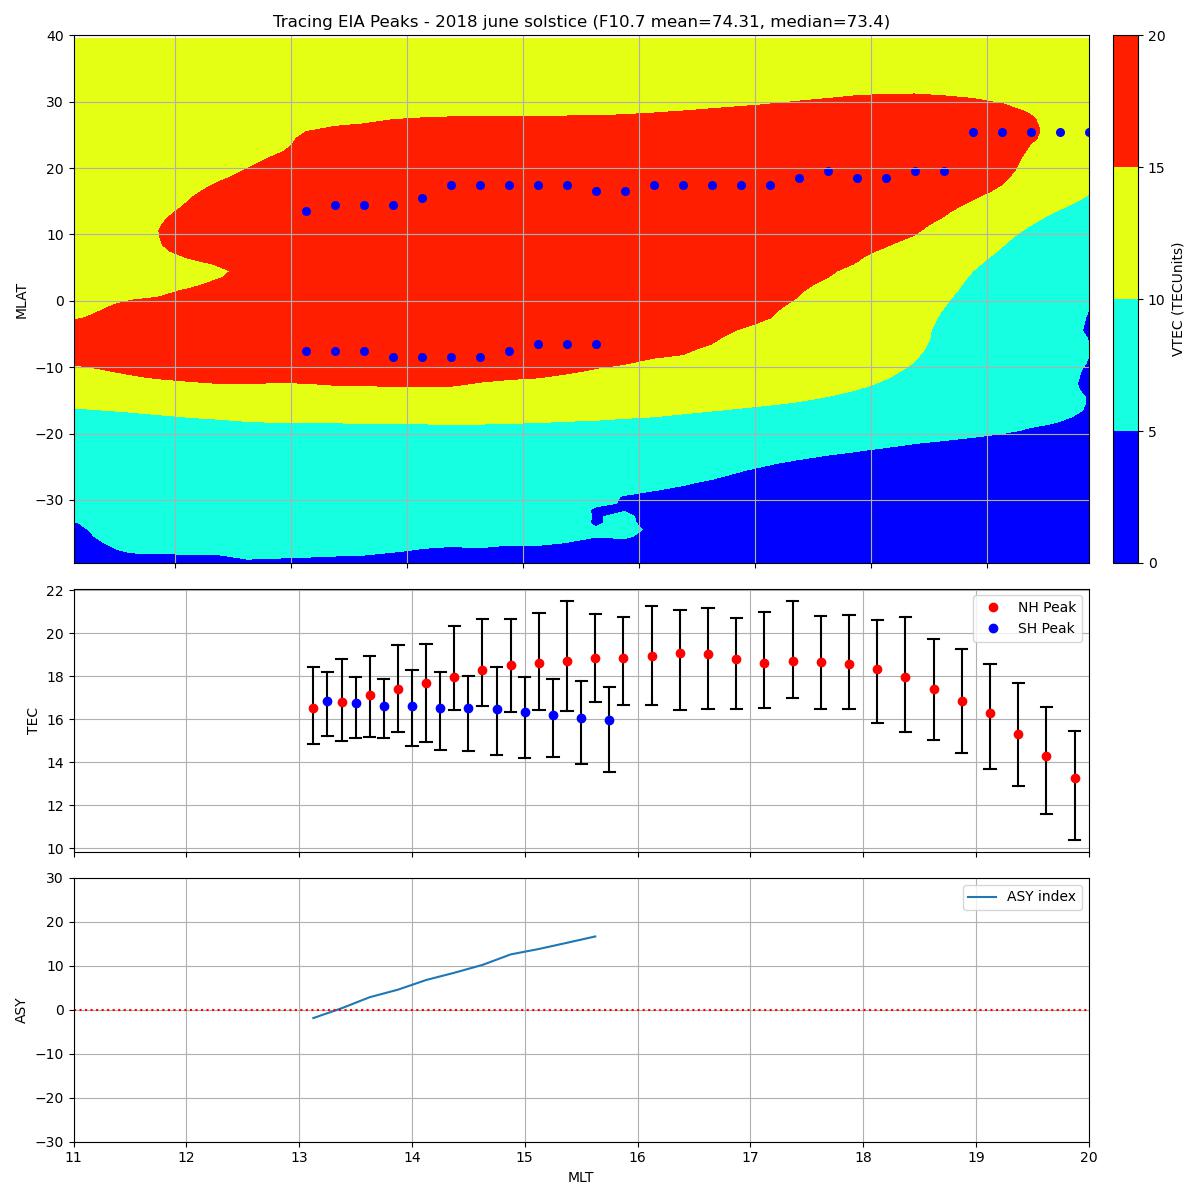 Tracing EIA Peaks - 2018 june solstice (F10.7 mean=74.31, median=73.4)
40
30
20
10
0
−10
−20
−30
MLAT
20
15
10
5
0
VTEC (TECUnits)
22
20
18
16
14
12
10
TEC
NH Peak
SH Peak
30
20
10
0
−10
−20
−30
ASY
ASY index
11 12 13 14 15 16 17 18 19 20
MLT